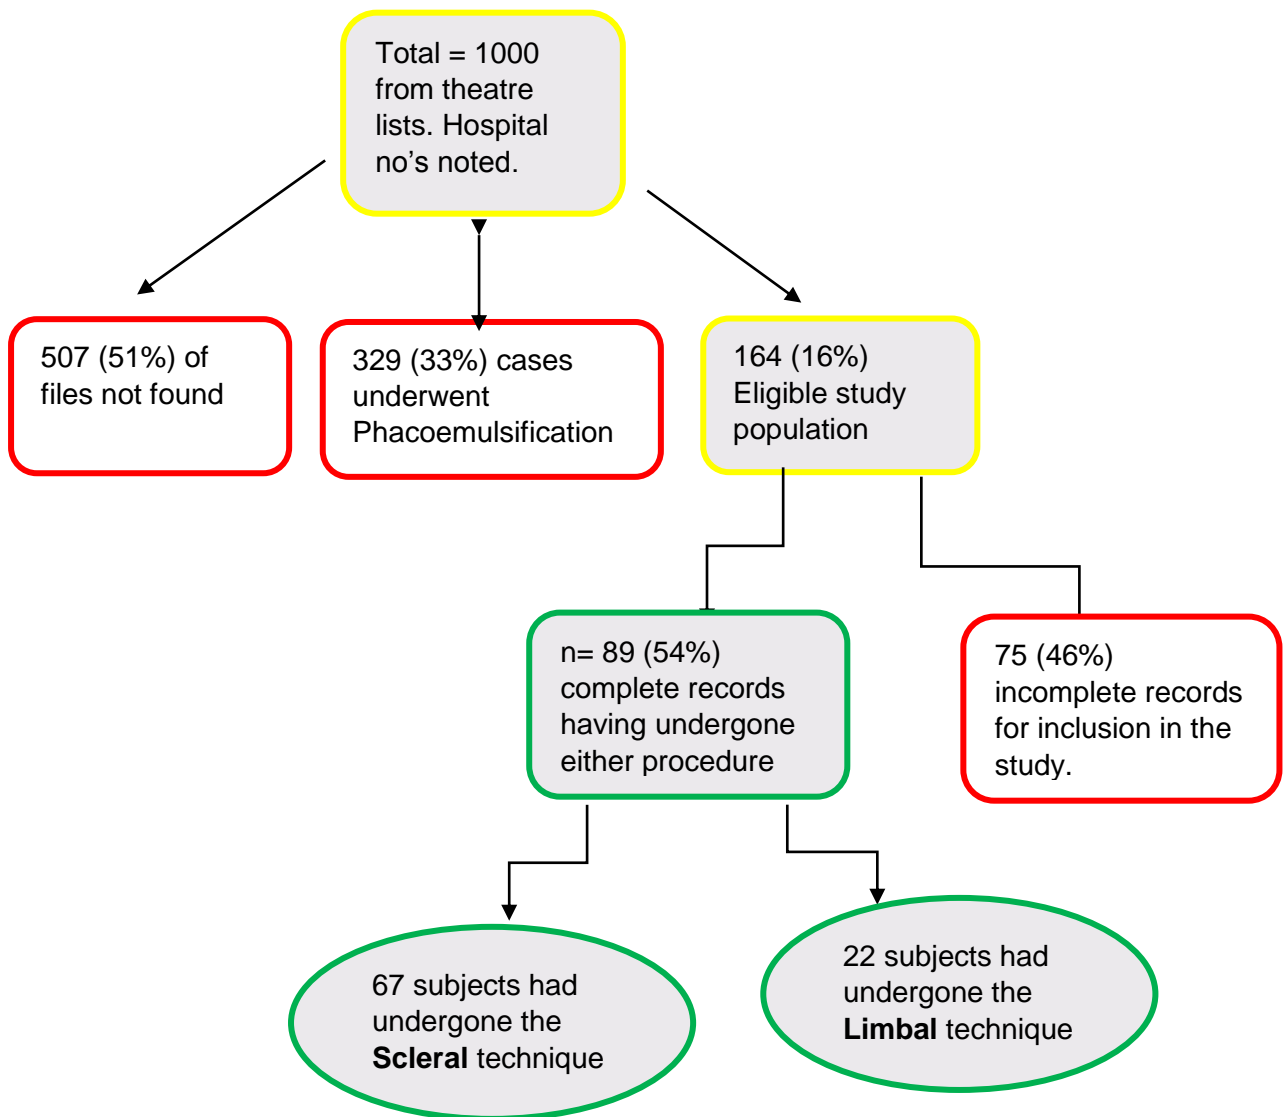 Total = 1000
from theatre
lists. Hospital
no’s noted.
507 (51%) of
files not found
329 (33%) cases
underwent
Phacoemulsification
164 (16%)
Eligible study
population
n= 89 (54%)
complete records
having undergone
either procedure
75 (46%)
incomplete records
for inclusion in the
study.
67 subjects had
undergone the
Scleral technique
22 subjects had
undergone the
Limbal technique